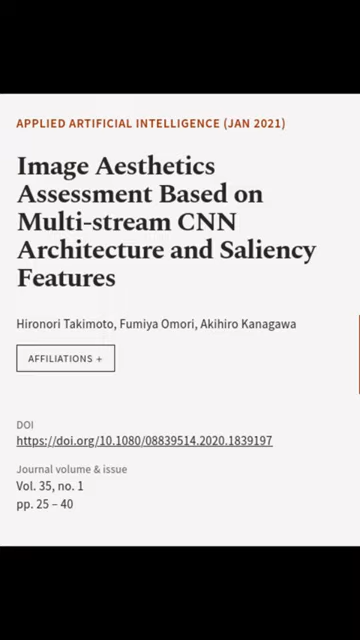 APPLIED ARTIFICIAL INTELLIGENCE (JAN 2021)
Image Aesthetics
Assessment Based on
Multi-stream CNN
Architecture and Saliency
Features
Hironori Takimoto, Fumiya Omori, Akihiro Kanagawa
AFFILIATIONS +
DOI
https://doi.org/10.1080/08839514.2020.1839197
Journal volume & issue
Vol. 35, no. 1
pp. 25 – 40